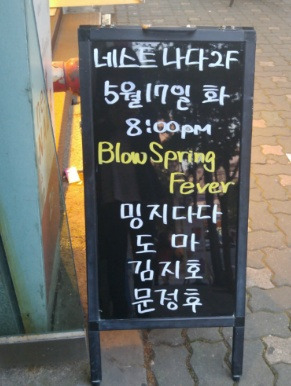 네스트나다2F
5월17일 화
8:00pm
Blow Spring
Fever
밍지다다
도마
김지호
문정후